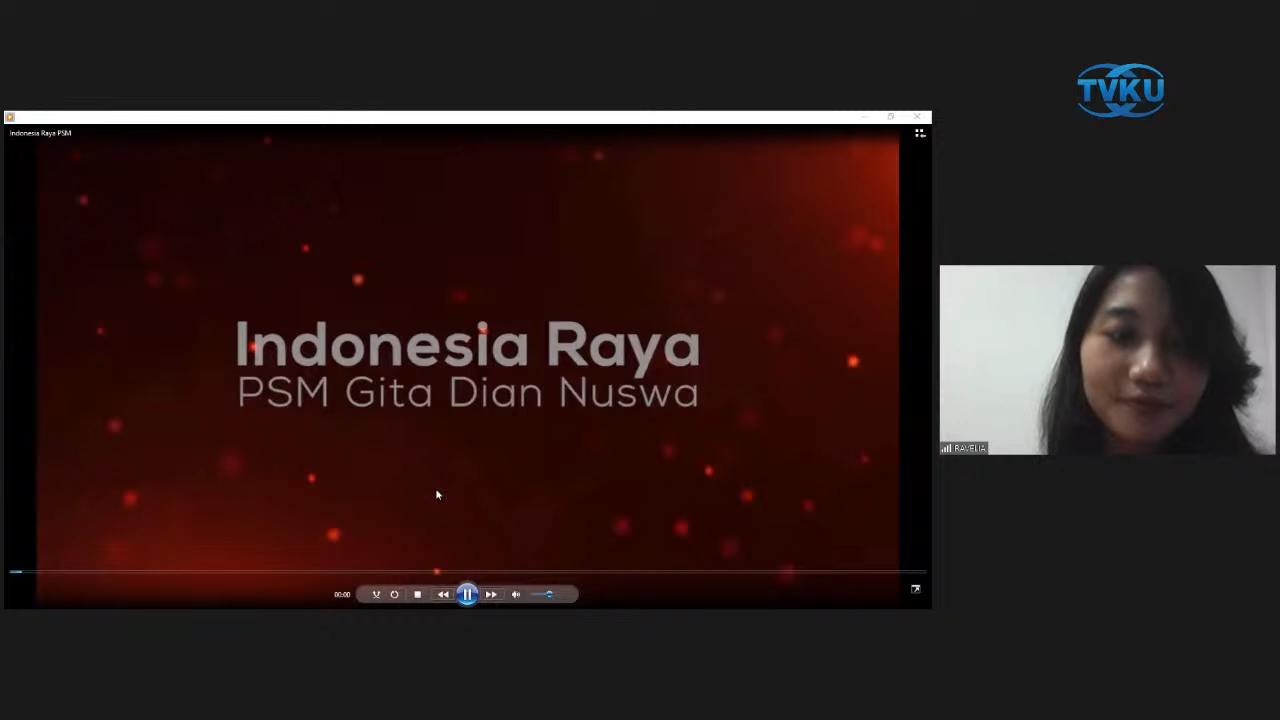 TVKU
Indonesia Raya PSM
Indonesia Raya
PSM Gita Dian Nuswa
RAVELIA
00:00